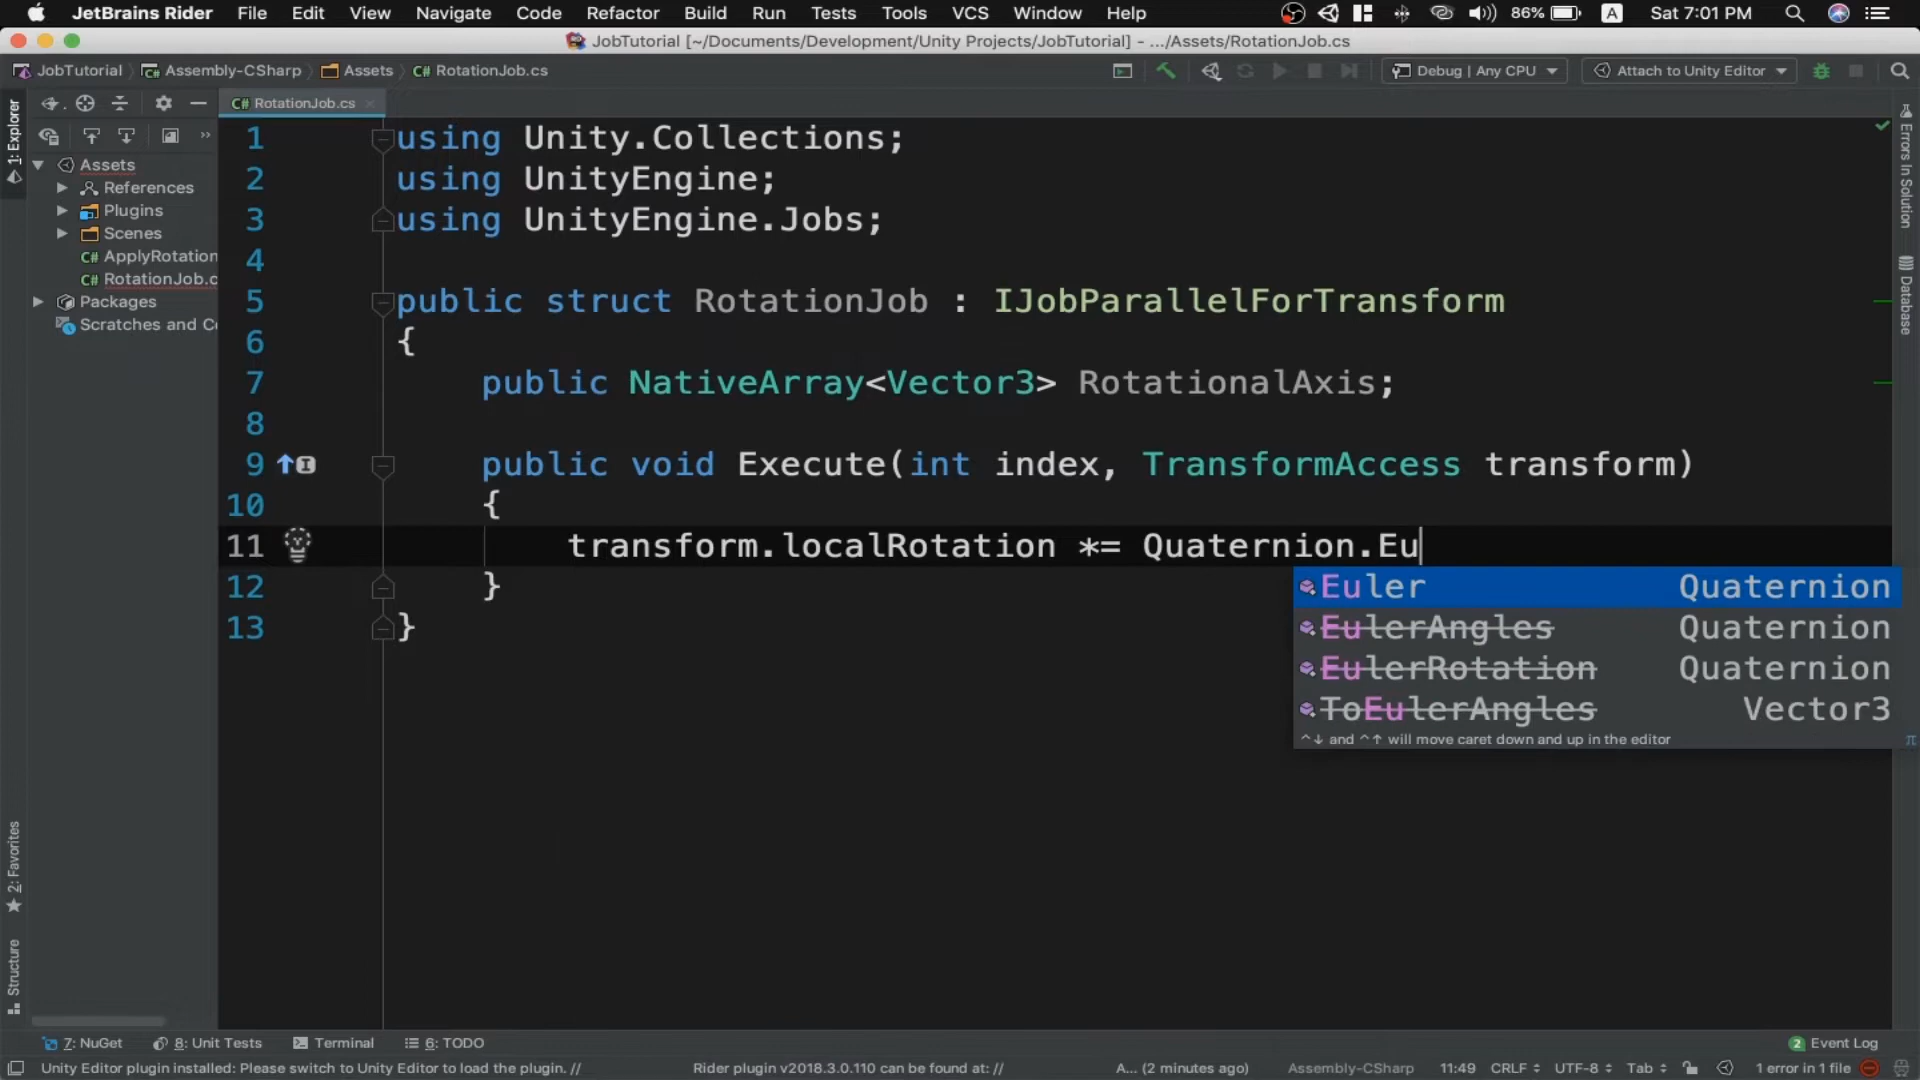 JetBrains Rider File Edit View Navigate Code Refactor Build Run Tests Tools VCS Window Help 86% A Sat 7:01 PM
JobTutorial [~/Documents/Development/Unity Projects/JobTutorial] - .../Assets/RotationJob.cs
JobTutorial Assembly-CSharp Assets C# RotationJob.cs Debug | Any CPU Attach to Unity Editor
C# RotationJob.cs
1: Explorer
Assets
References
Plugins
Scenes
C# ApplyRotation
C# RotationJob.c
Packages
Scratches and Co
1 using Unity.Collections;
2 using UnityEngine;
3 using UnityEngine.Jobs;
4
5 public struct RotationJob : IJobParallelForTransform
6 {
7 public NativeArray<Vector3> RotationalAxis;
8
9 public void Execute(int index, TransformAccess transform)
10 {
11 transform.localRotation *= Quaternion.Eu
12 }
13 }
Euler Quaternion
EulerAngles Quaternion
EulerRotation Quaternion
ToEulerAngles Vector3
^↓ and ^↑ will move caret down and up in the editor π
Errors In Solution
Database
2: Favorites
Structure
7: NuGet 8: Unit Tests Terminal 6: TODO 2 Event Log
Unity Editor plugin installed: Please switch to Unity Editor to load the plugin. // Rider plugin v2018.3.0.110 can be found at: // A... (2 minutes ago) Assembly-CSharp 11:49 CRLF UTF-8 Tab 1 error in 1 file